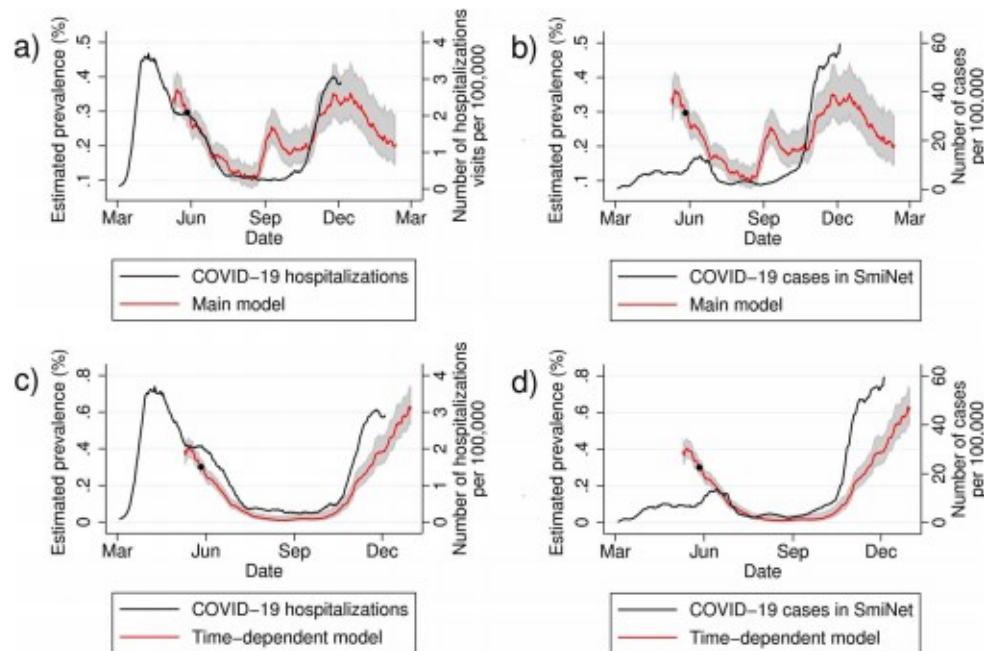 a)
Estimated prevalence (%)
.5
.4
.3
.2
.1
4
3
2
1
0
Number of hospitalizations
visits per 100,000
Mar Jun Sep Dec Mar
Date
COVID-19 hospitalizations
Main model
b)
Estimated prevalence (%)
.5
.4
.3
.2
.1
60
40
20
0
Number of cases
per 100.000
Mar Jun Sep Dec Mar
Date
COVID-19 cases in SmiNet
Main model
c)
Estimated prevalence (%)
.8
.6
.4
.2
0
4
3
2
1
0
Number of hospitalizations
per 100,000
Mar Jun Sep Dec
Date
COVID-19 hospitalizations
Time-dependent model
d)
Estimated prevalence (%)
.8
.6
.4
.2
0
60
40
20
0
Number of cases
per 100,000
Mar Jun Sep Dec
Date
COVID-19 cases in SmiNet
Time-dependent model